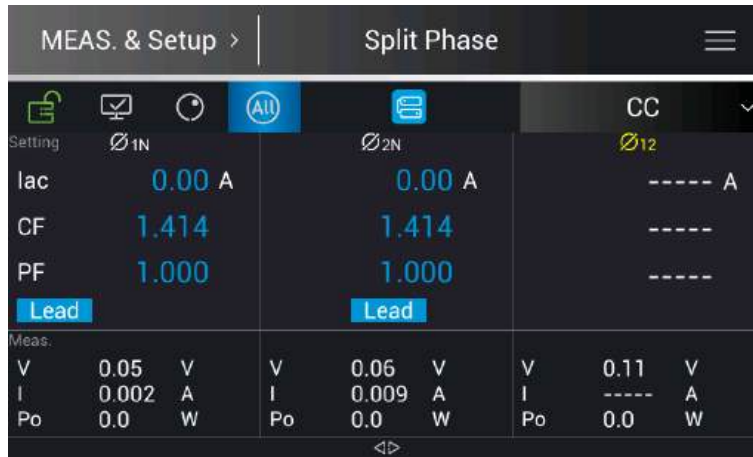 MEAS. & Setup > Split Phase
All CC
Setting Ø1N Ø2N Ø12
Iac 0.00 A 0.00 A ----- A
CF 1.414 1.414 -----
PF 1.000 1.000 -----
Lead Lead
Meas.
V 0.05 V V 0.06 V V 0.11 V
I 0.002 A I 0.009 A I ----- A
Po 0.0 W Po 0.0 W Po 0.0 W